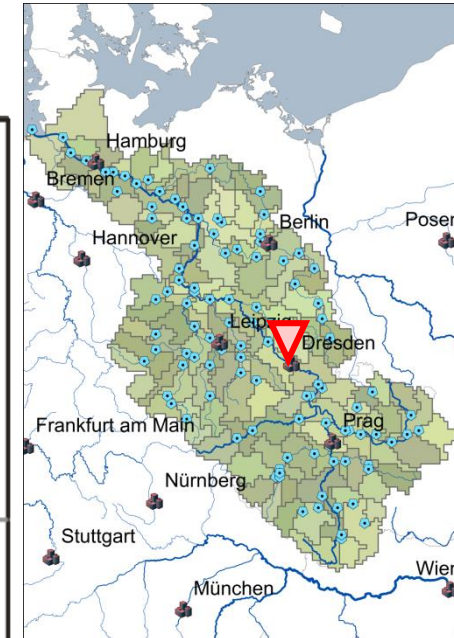 Hamburg
Bremen
Berlin
Posen
Hannover
Leipzig
Dresden
Frankfurt am Main
Prag
Nürnberg
Stuttgart
Wien
München